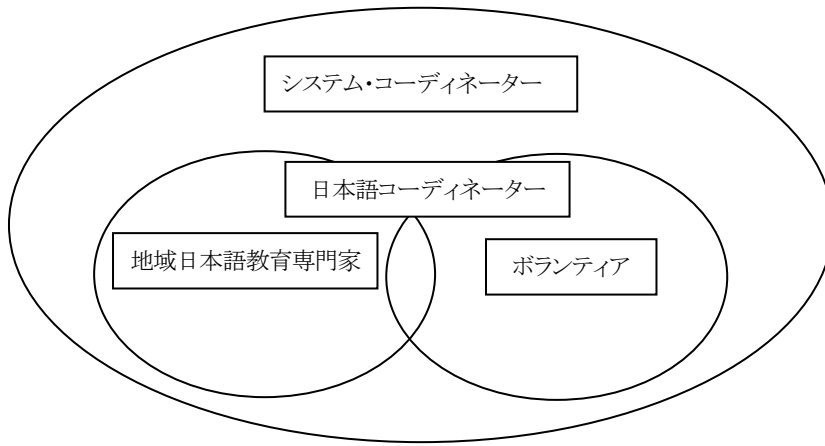 システム・コーディネーター
日本語コーディネーター
地域日本語教育専門家
ボランティア